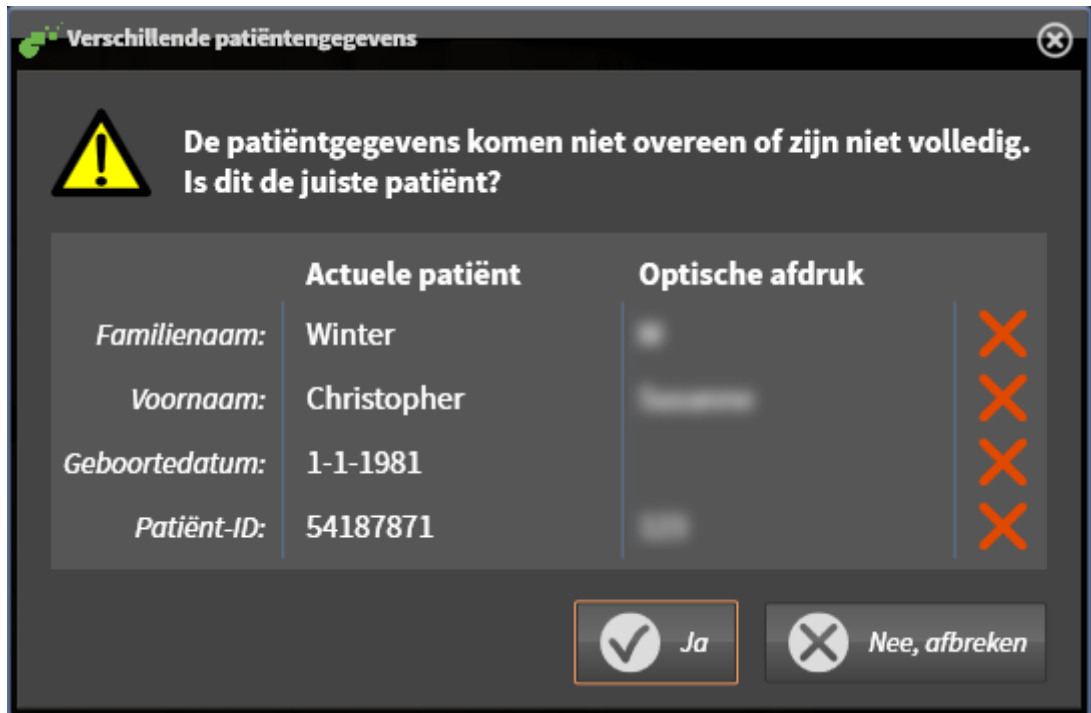 Verschillende patiëntengegevens
De patiëntgegevens komen niet overeen of zijn niet volledig.
Is dit de juiste patiënt?
Actuele patiënt Optische afdruk
Familienaam: Winter
Voornaam: Christopher
Geboortedatum: 1-1-1981
Patiënt-ID: 54187871
Ja Nee, afbreken